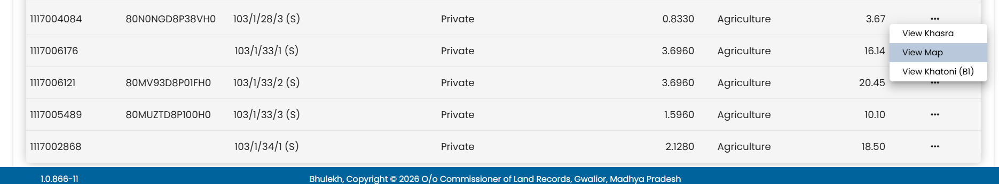 1117004084 80N0NGD8P38VH0 103/1/28/3 (S) Private 0.8330 Agriculture 3.67 •••
View Khasra
1117006176 103/1/33/1 (S) Private 3.6960 Agriculture 16.14
View Map
View Khatoni (B1)
1117006121 80MV93D8P01FH0 103/1/33/2 (S) Private 3.6960 Agriculture 20.45 •••
1117005489 80MUZTD8P100H0 103/1/33/3 (S) Private 1.5960 Agriculture 10.10 •••
1117002868 103/1/34/1 (S) Private 2.1280 Agriculture 18.50 •••
1.0.866-11 Bhulekh, Copyright © 2026 O/o Commissioner of Land Records, Gwalior, Madhya Pradesh